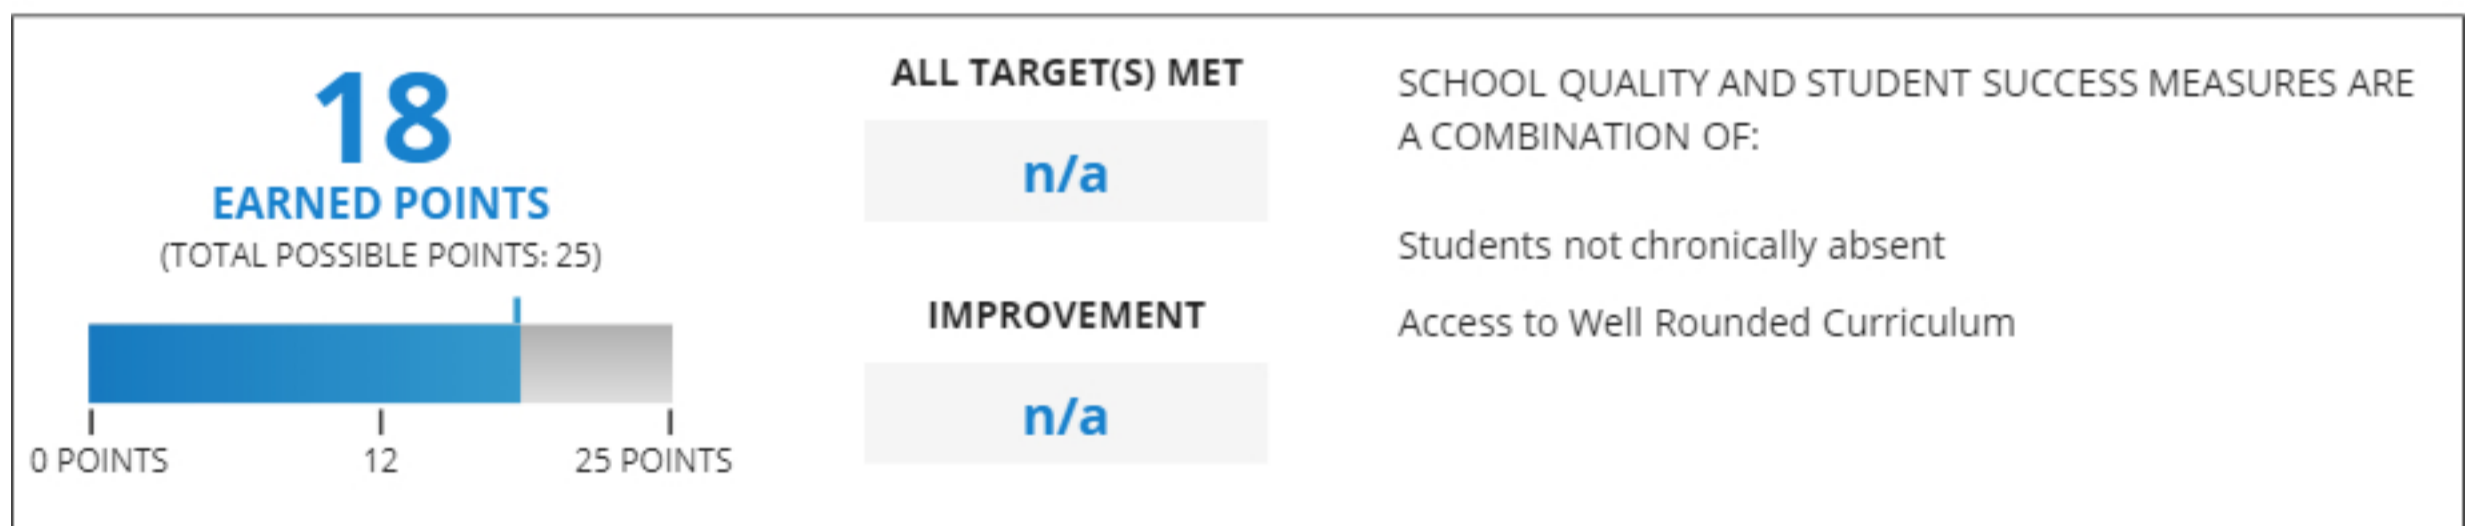 18
EARNED POINTS
(TOTAL POSSIBLE POINTS: 25)
0 POINTS
12
25 POINTS
ALL TARGET(S) MET
n/a
IMPROVEMENT
n/a
SCHOOL QUALITY AND STUDENT SUCCESS MEASURES ARE
A COMBINATION OF:
Students not chronically absent
Access to Well Rounded Curriculum